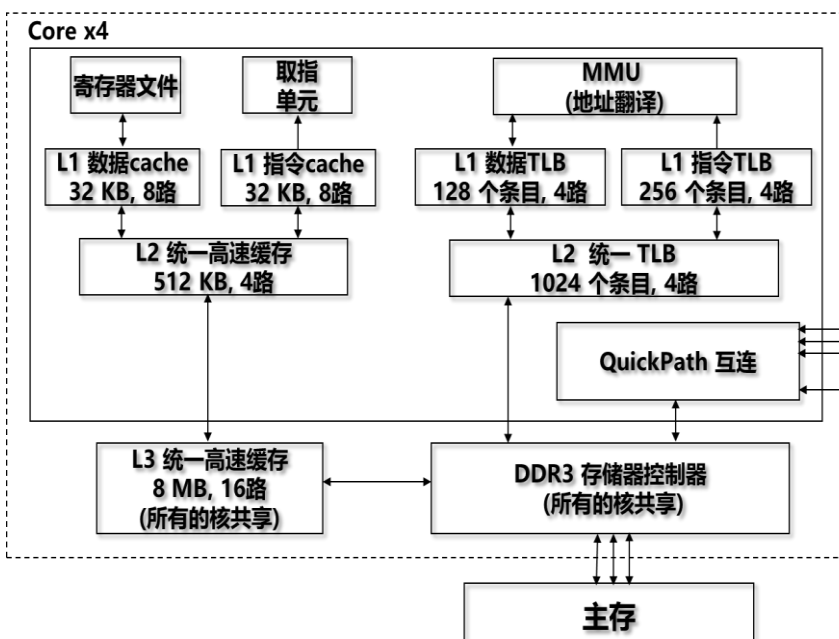 Core x4
寄存器文件
取指
单元
MMU
(地址翻译)
L1 数据cache
32 KB, 8路
L1 指令cache
32 KB, 8路
L1 数据TLB
128 个条目, 4路
L1 指令TLB
256 个条目, 4路
L2 统一高速缓存
512 KB, 4路
L2 统一 TLB
1024 个条目, 4路
QuickPath 互连
L3 统一高速缓存
8 MB, 16路
(所有的核共享)
DDR3 存储器控制器
(所有的核共享)
主存